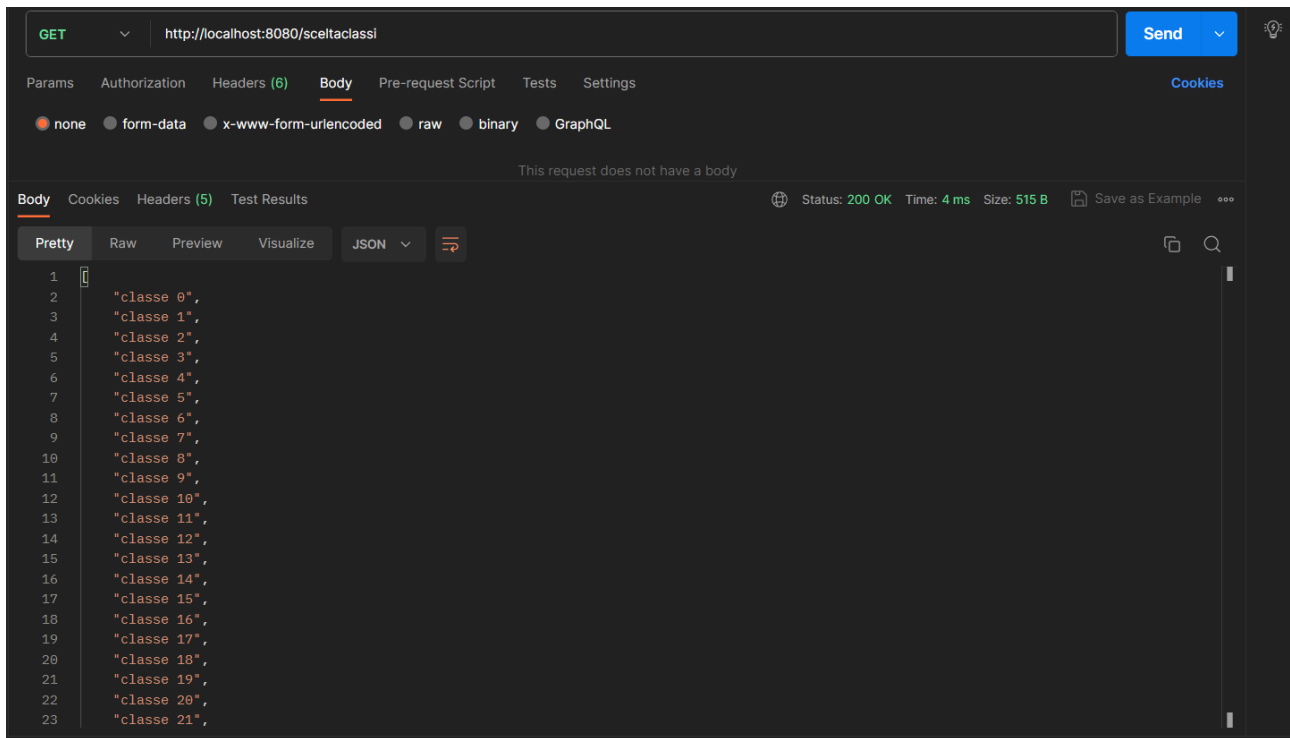 GET http://localhost:8080/sceltaclassi Send
Params Authorization Headers (6) Body Pre-request Script Tests Settings Cookies
none form-data x-www-form-urlencoded raw binary GraphQL
This request does not have a body
Body Cookies Headers (5) Test Results Status: 200 OK Time: 4 ms Size: 515 B Save as Example
Pretty Raw Preview Visualize JSON
1 [
2 "classe 0",
3 "classe 1",
4 "classe 2",
5 "classe 3",
6 "classe 4",
7 "classe 5",
8 "classe 6",
9 "classe 7",
10 "classe 8",
11 "classe 9",
12 "classe 10",
13 "classe 11",
14 "classe 12",
15 "classe 13",
16 "classe 14",
17 "classe 15",
18 "classe 16",
19 "classe 17",
20 "classe 18",
21 "classe 19",
22 "classe 20",
23 "classe 21",